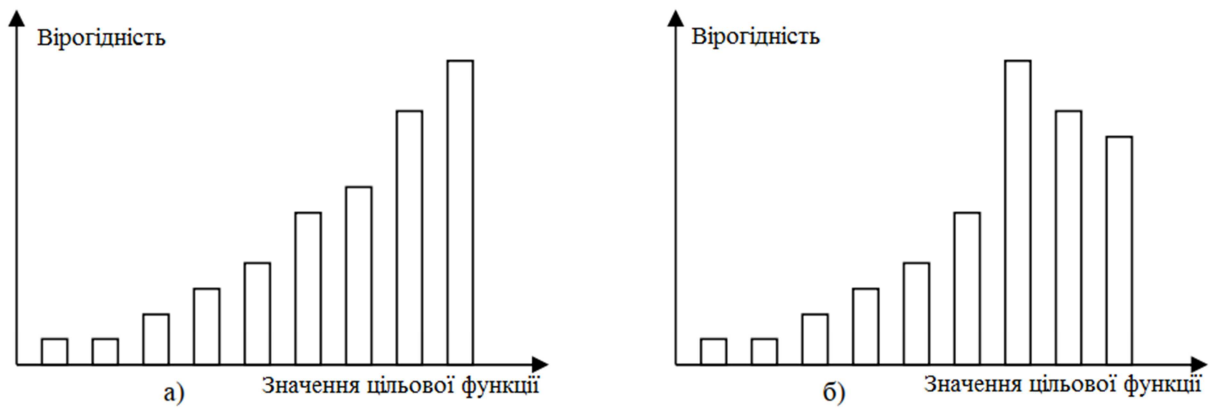 Вірогідність
Значення цільової функції
а)
Вірогідність
Значення цільової функції
б)